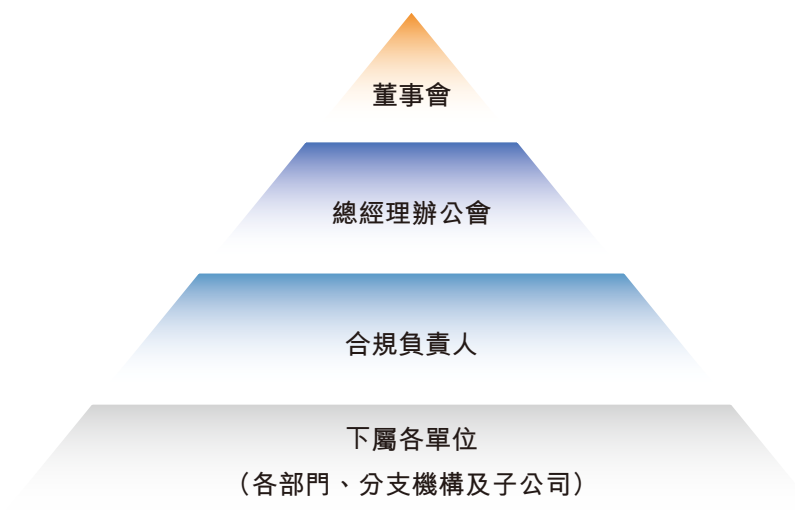 董事會
總經理辦公會
合規負責人
下屬各單位
（各部門、分支機構及子公司）